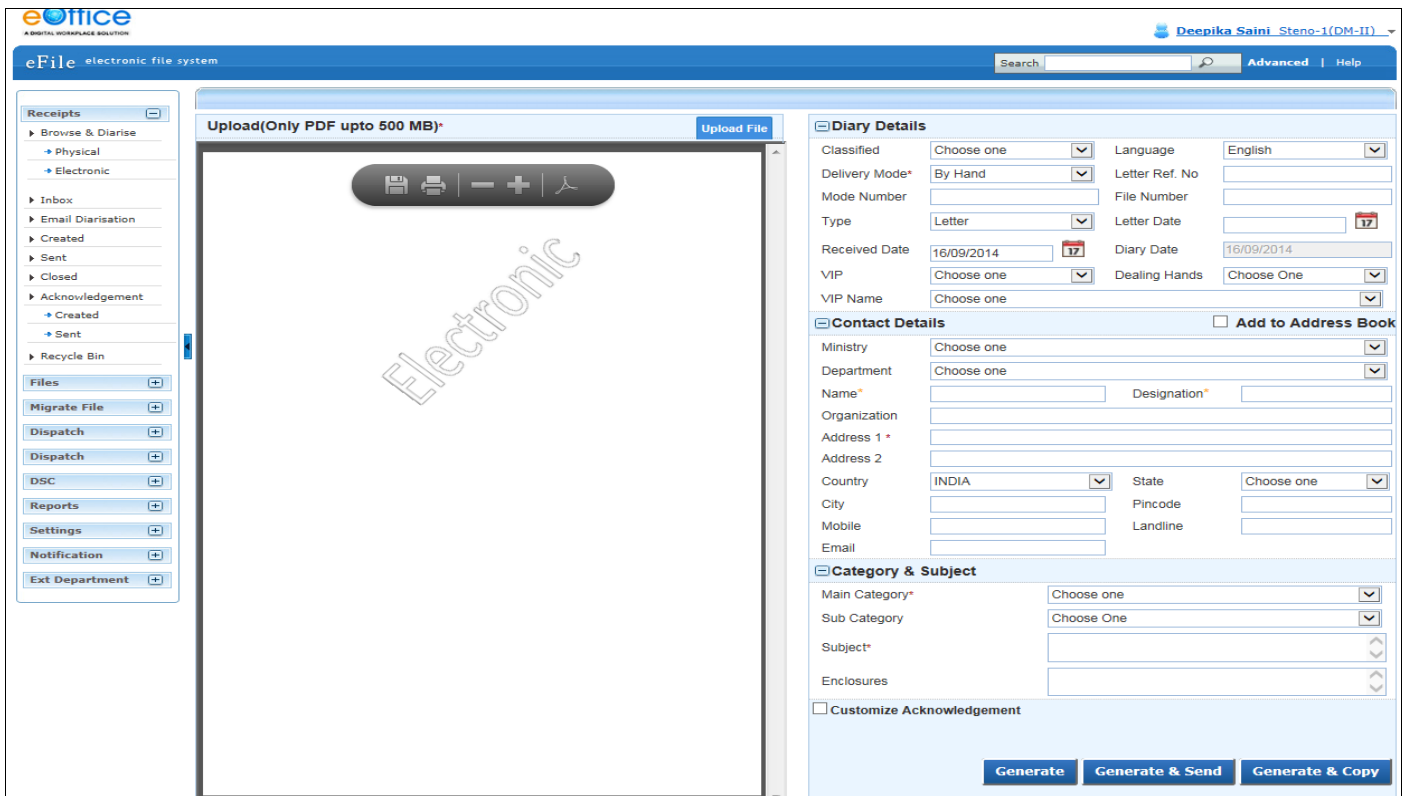 eOffice
A DIGITAL WORKPLACE SOLUTION
Deepika Saini Steno-1(DM-II)
eFile electronic file system
Search
Advanced | Help
Receipts
Browse & Diarise
Physical
Electronic
Inbox
Email Diarisation
Created
Sent
Closed
Acknowledgement
Created
Sent
Recycle Bin
Files
Migrate File
Dispatch
Dispatch
DSC
Reports
Settings
Notification
Ext Department
Upload(Only PDF upto 500 MB)*
Upload File
Electronic
Diary Details
Classified Choose one Language English
Delivery Mode* By Hand Letter Ref. No
Mode Number File Number
Type Letter Letter Date 17
Received Date 16/09/2014 17 Diary Date 16/09/2014
VIP Choose one Dealing Hands Choose One
VIP Name Choose one
Contact Details Add to Address Book
Ministry Choose one
Department Choose one
Name* Designation*
Organization
Address 1 *
Address 2
Country INDIA State Choose one
City Pincode
Mobile Landline
Email
Category & Subject
Main Category* Choose one
Sub Category Choose One
Subject*
Enclosures
Customize Acknowledgement
Generate Generate & Send Generate & Copy